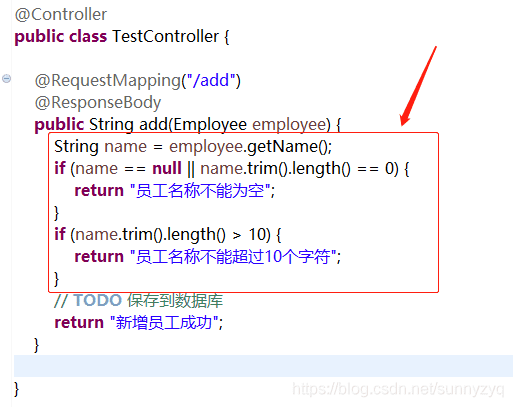 @Controller
public class TestController {
@RequestMapping("/add")
@ResponseBody
public String add(Employee employee) {
String name = employee.getName();
if (name == null || name.trim().length() == 0) {
return "员工名称不能为空";
}
if (name.trim().length() > 10) {
return "员工名称不能超过10个字符";
}
// TODO 保存到数据库
return "新增员工成功";
}
}
https://blog.csdn.net/sunnyzyq